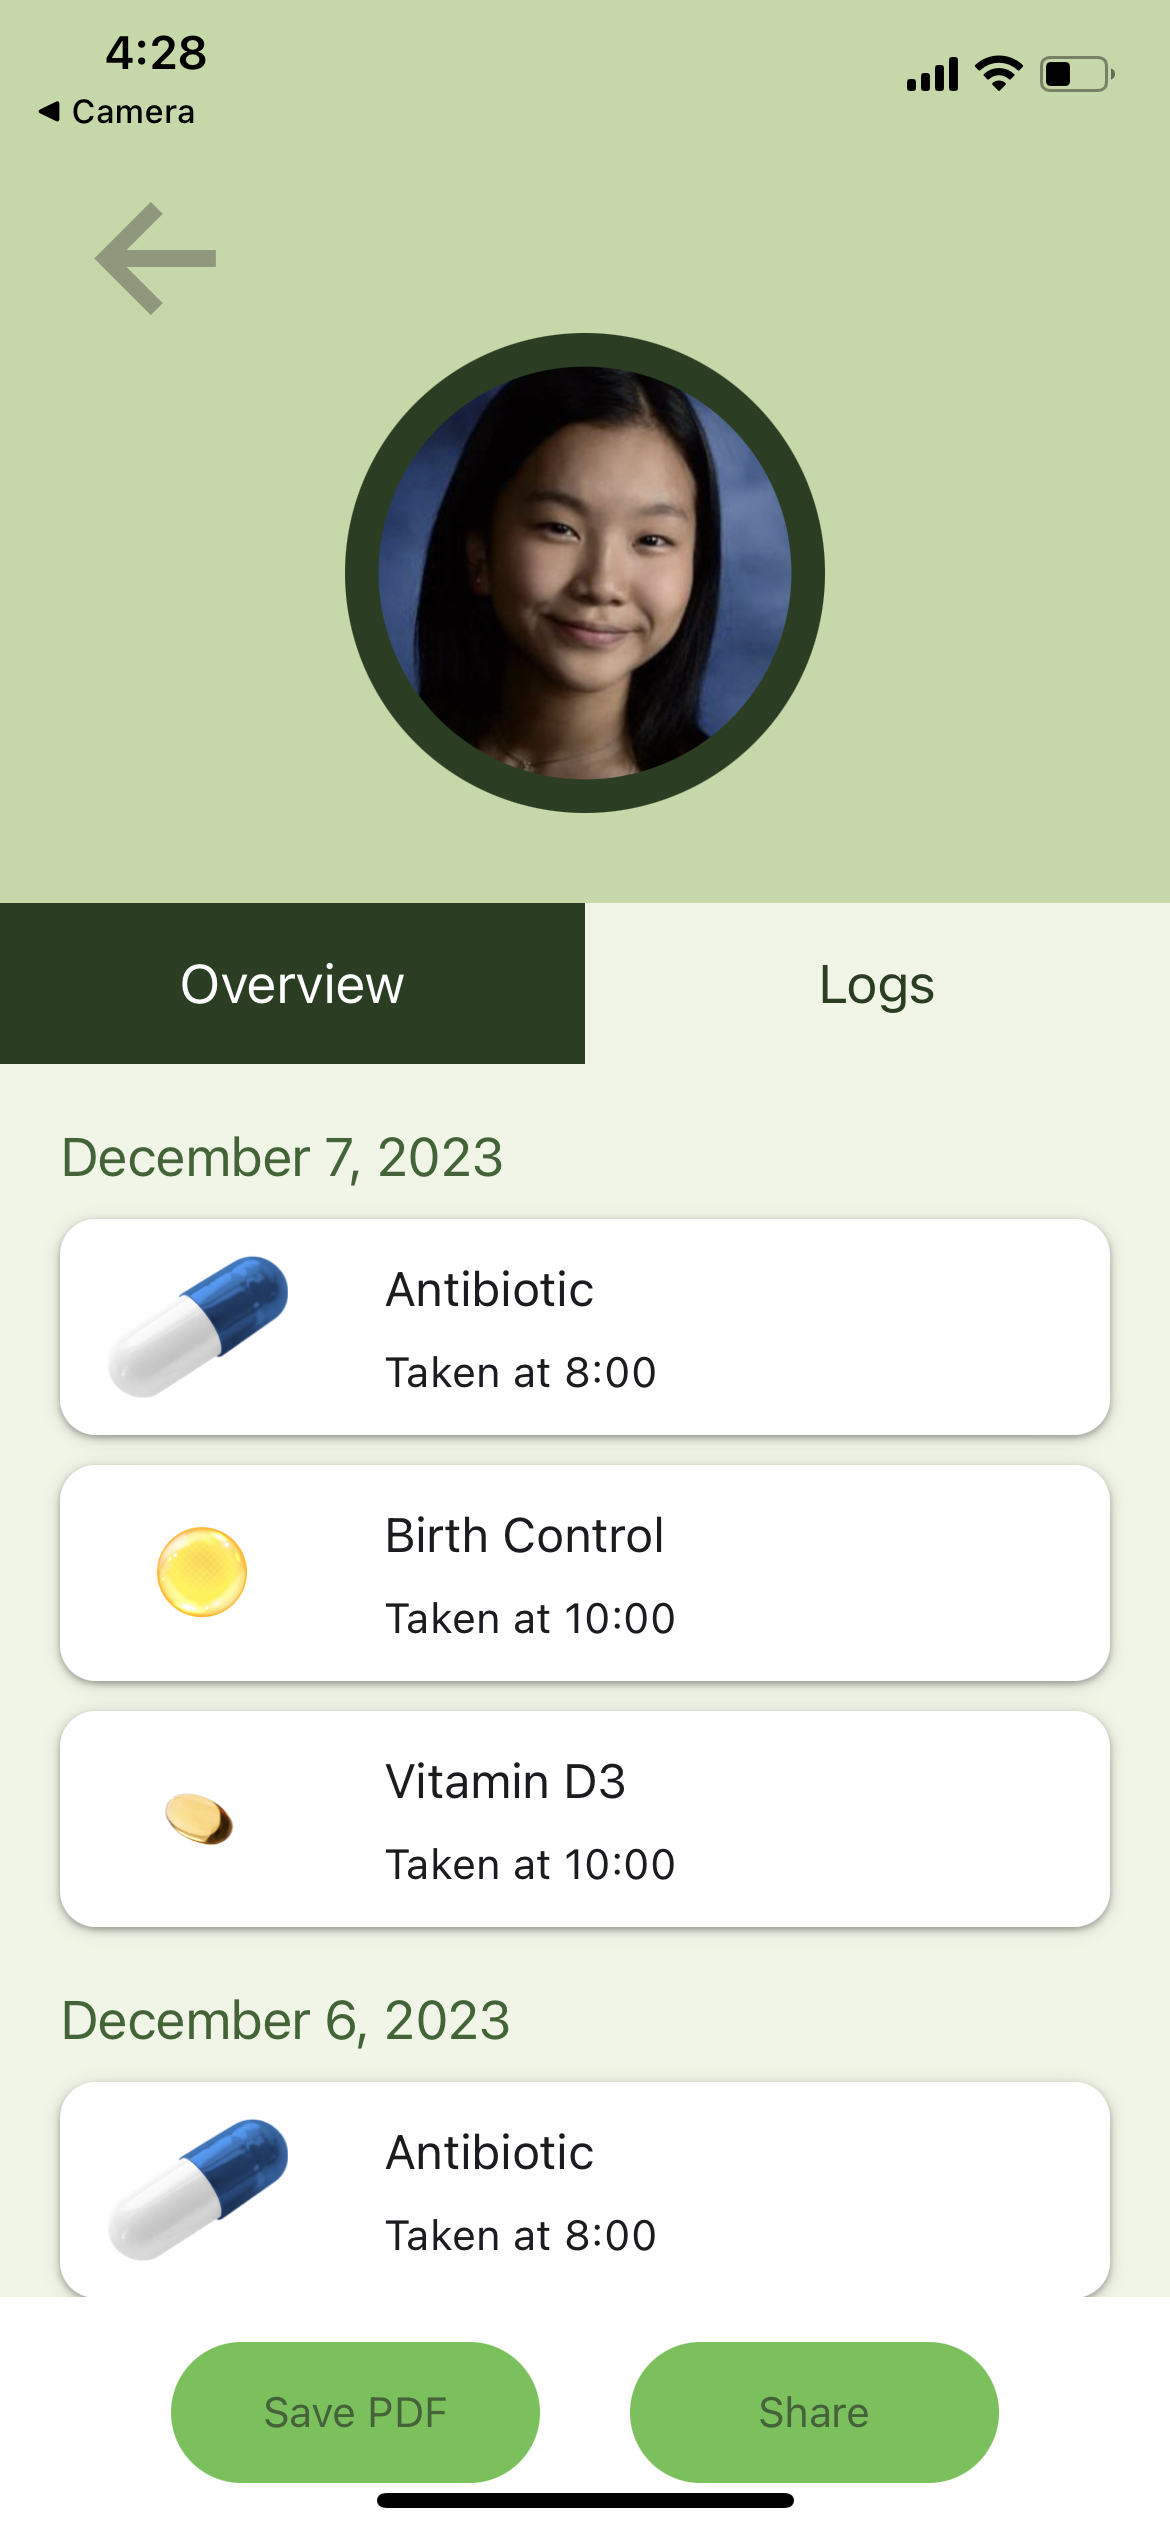 4:28
◀ Camera
Overview
Logs
December 7, 2023
Antibiotic
Taken at 8:00
Birth Control
Taken at 10:00
Vitamin D3
Taken at 10:00
December 6, 2023
Antibiotic
Taken at 8:00
Save PDF
Share